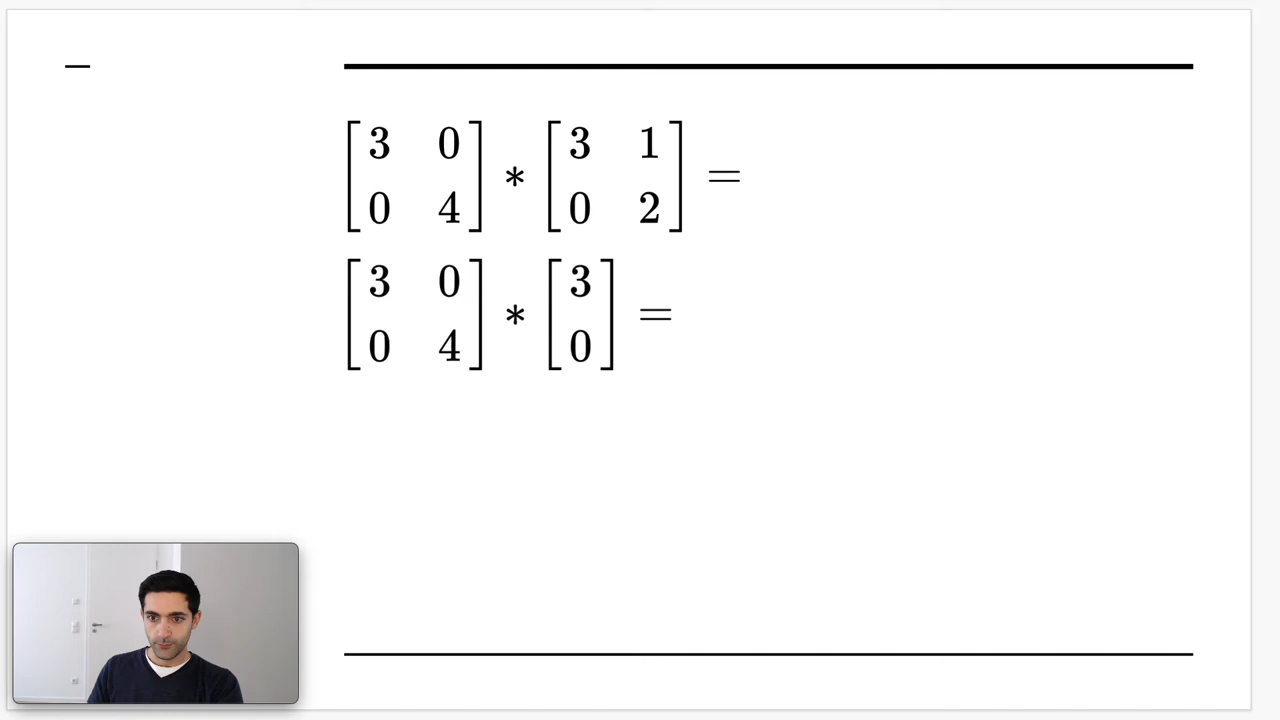 [3 0
0 4] * [3 1
0 2] =
[3 0
0 4] * [3
0] =